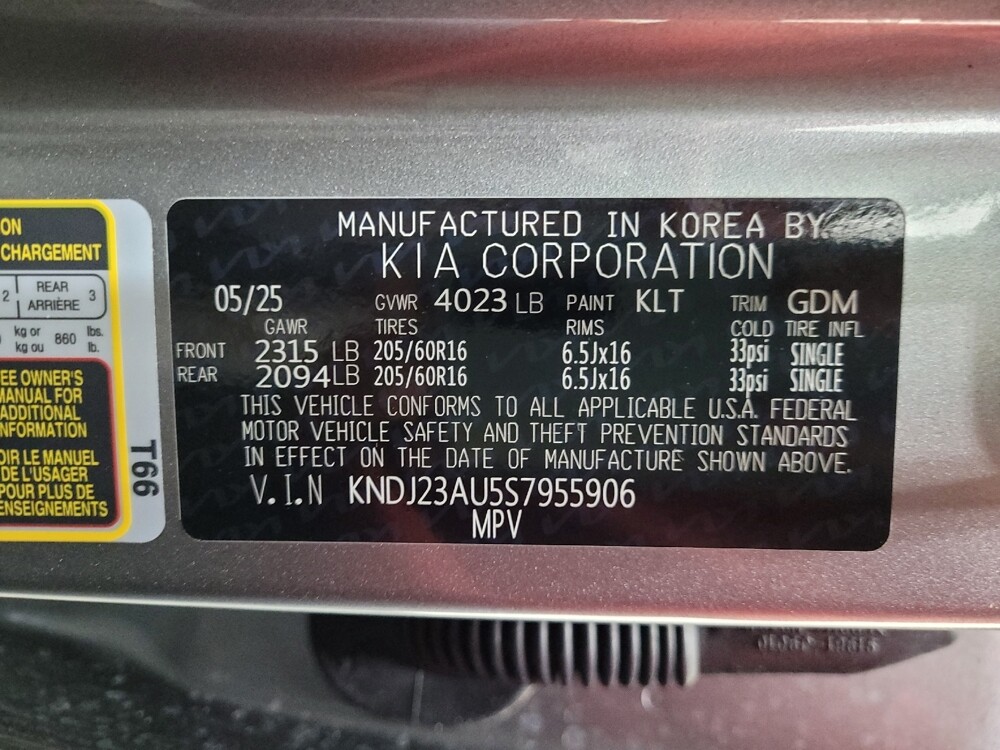 ON
CHARGEMENT
2 REAR ARRIÈRE 3
kg or kg ou 860 lbs. lb.
EE OWNER'S
MANUAL FOR
ADDITIONAL
NFORMATION
OIR LE MANUEL
DE L'USAGER
POUR PLUS DE
ENSEIGNEMENTS
T66
MANUFACTURED IN KOREA BY
KIA CORPORATION
05/25 GVWR 4023 LB PAINT KLT TRIM GDM
GAWR TIRES RIMS COLD TIRE INFL
FRONT 2315 LB 205/60R16 6.5Jx16 33psi SINGLE
REAR 2094 LB 205/60R16 6.5Jx16 33psi SINGLE
THIS VEHICLE CONFORMS TO ALL APPLICABLE U.S.A. FEDERAL
MOTOR VEHICLE SAFETY AND THEFT PREVENTION STANDARDS
IN EFFECT ON THE DATE OF MANUFACTURE SHOWN ABOVE.
V.I.N KNDJ23AU5S7955906
MPV